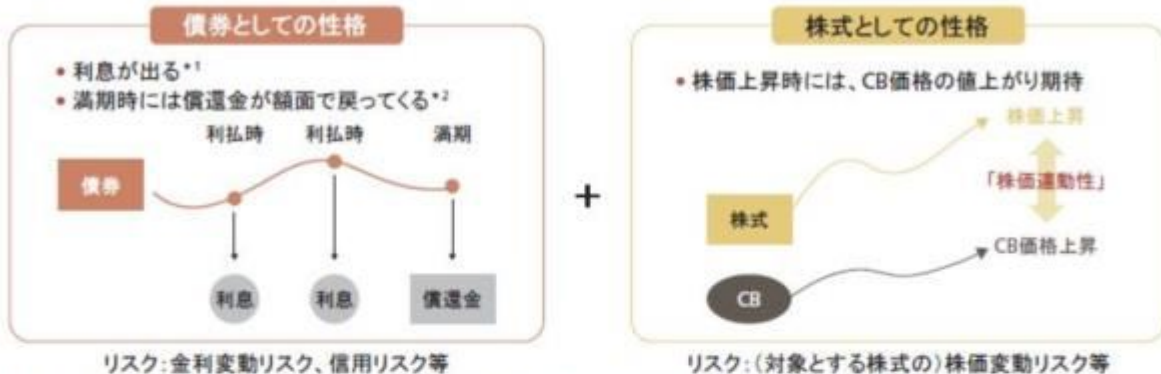 債券としての性格
• 利息が出る*1
• 満期時には償還金が額面で戻ってくる*2
利払時 利払時 満期
債券
利息 利息 償還金
リスク：金利変動リスク、信用リスク等
+
株式としての性格
• 株価上昇時には、CB価格の値上がり期待
株価上昇
「株価連動性」
株式
CB価格上昇
CB
リスク：（対象とする株式の）株価変動リスク等